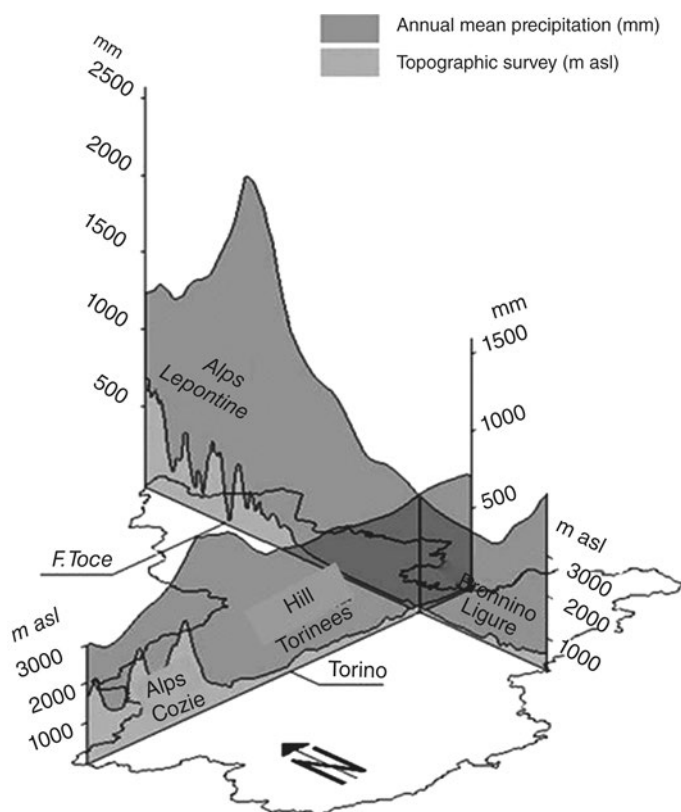 Annual mean precipitation (mm)
Topographic survey (m asl)
mm
2500
2000
1500
1000
500
Alps
Lepontine
mm
1500
1000
500
F.Toce
m asl
3000
2000
1000
Alps
Cozie
Hill
Torinees
Torino
Bronnino
Ligure
m asl
3000
2000
1000
N